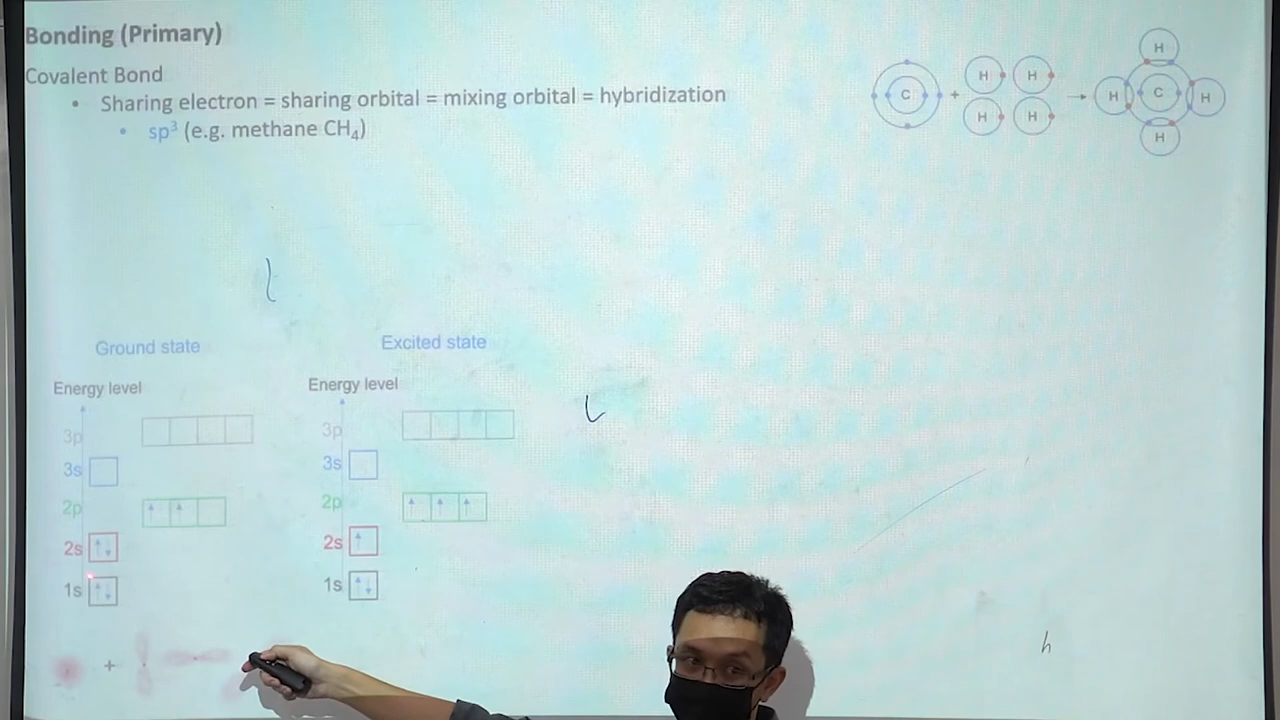 Bonding (Primary)
Covalent Bond
• Sharing electron = sharing orbital = mixing orbital = hybridization
• sp³ (e.g. methane CH₄)
C + H H H H → H H C H H
Ground state
Energy level
3p
3s
2p
2s
1s
+
Excited state
Energy level
3p
3s
2p
2s
1s
h